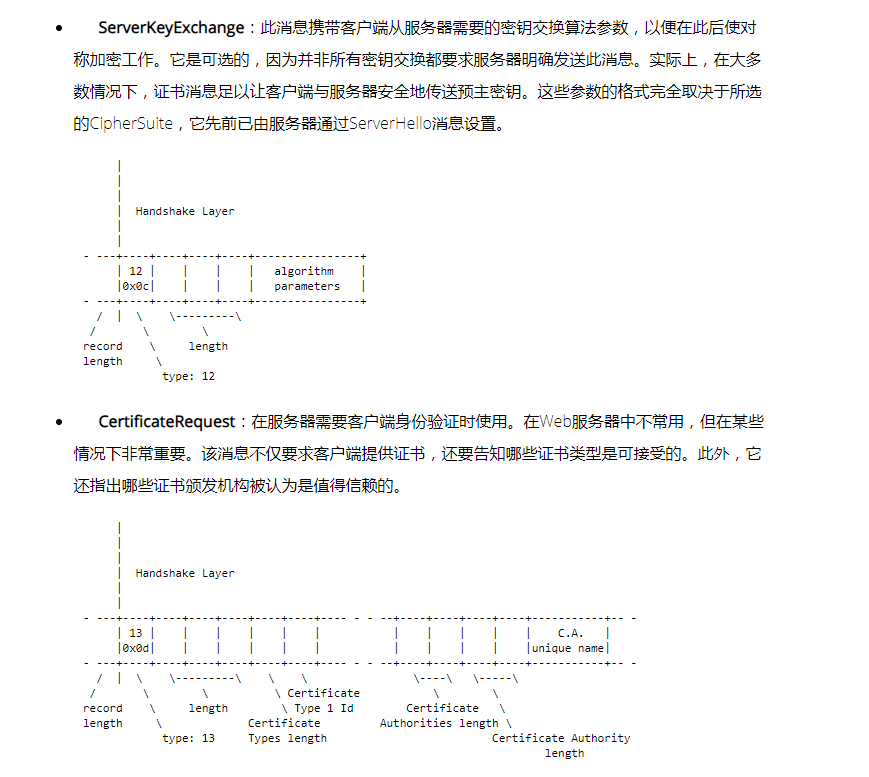 • ServerKeyExchange：此消息携带客户端从服务器需要的密钥交换算法参数，以便在此后使对
称加密工作。它是可选的，因为并非所有密钥交换都要求服务器明确发送此消息。实际上，在大多
数情况下，证书消息足以让客户端与服务器安全地传送预主密钥。这些参数的格式完全取决于所选
的CipherSuite，它先前已由服务器通过ServerHello消息设置。
Handshake Layer
12 algorithm
0x0c parameters
record length
length
type: 12
• CertificateRequest：在服务器需要客户端身份验证时使用。在Web服务器中不常用，但在某些
情况下非常重要。该消息不仅要求客户端提供证书，还要告知哪些证书类型是可接受的。此外，它
还指出哪些证书颁发机构被认为是值得信赖的。
Handshake Layer
13 C.A.
0x0d unique name
Certificate
record length Type 1 Id Certificate
length Certificate Authorities length
type: 13 Types length Certificate Authority
length